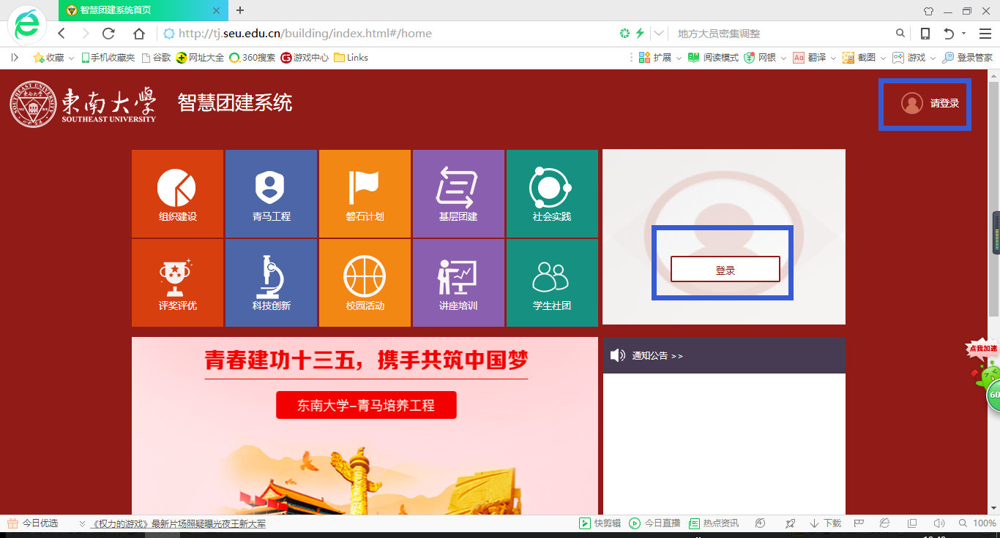 智慧团建系统首页
http://tj.seu.edu.cn/building/index.html#/home
地方大员密集调整
收藏 手机收藏夹 谷歌 网址大全 360搜索 游戏中心 Links
扩展 阅读模式 网银 翻译 截图 游戏 登录管家
SOUTHEAST UNIVERSITY
東南大學
SOUTHEAST UNIVERSITY
智慧团建系统
请登录
组织建设 青马工程 磐石计划 基层团建 社会实践
评奖评优 科技创新 校园活动 讲座培训 学生社团
登录
青春建功十三五，携手共筑中国梦
东南大学-青马培养工程
通知公告 >>
点我加速
60
今日优选
《权力的游戏》最新片场照疑曝光夜王新大军
快剪辑 今日直播 热点资讯 下载 100%